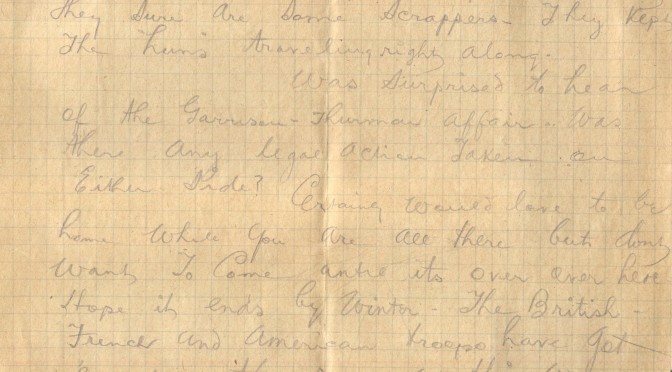 They Sure Are Some Scrappers - They Kep
The huns traveling right along.
Was Surprised to hear
of the Garrison - Thurman affair. Was
there any legal action Taken on
Either Side?
Certainly would love to be
home While you are all there but dont
want To Come until its over over here
Hope it ends by Winter - The British -
French and American troops have got